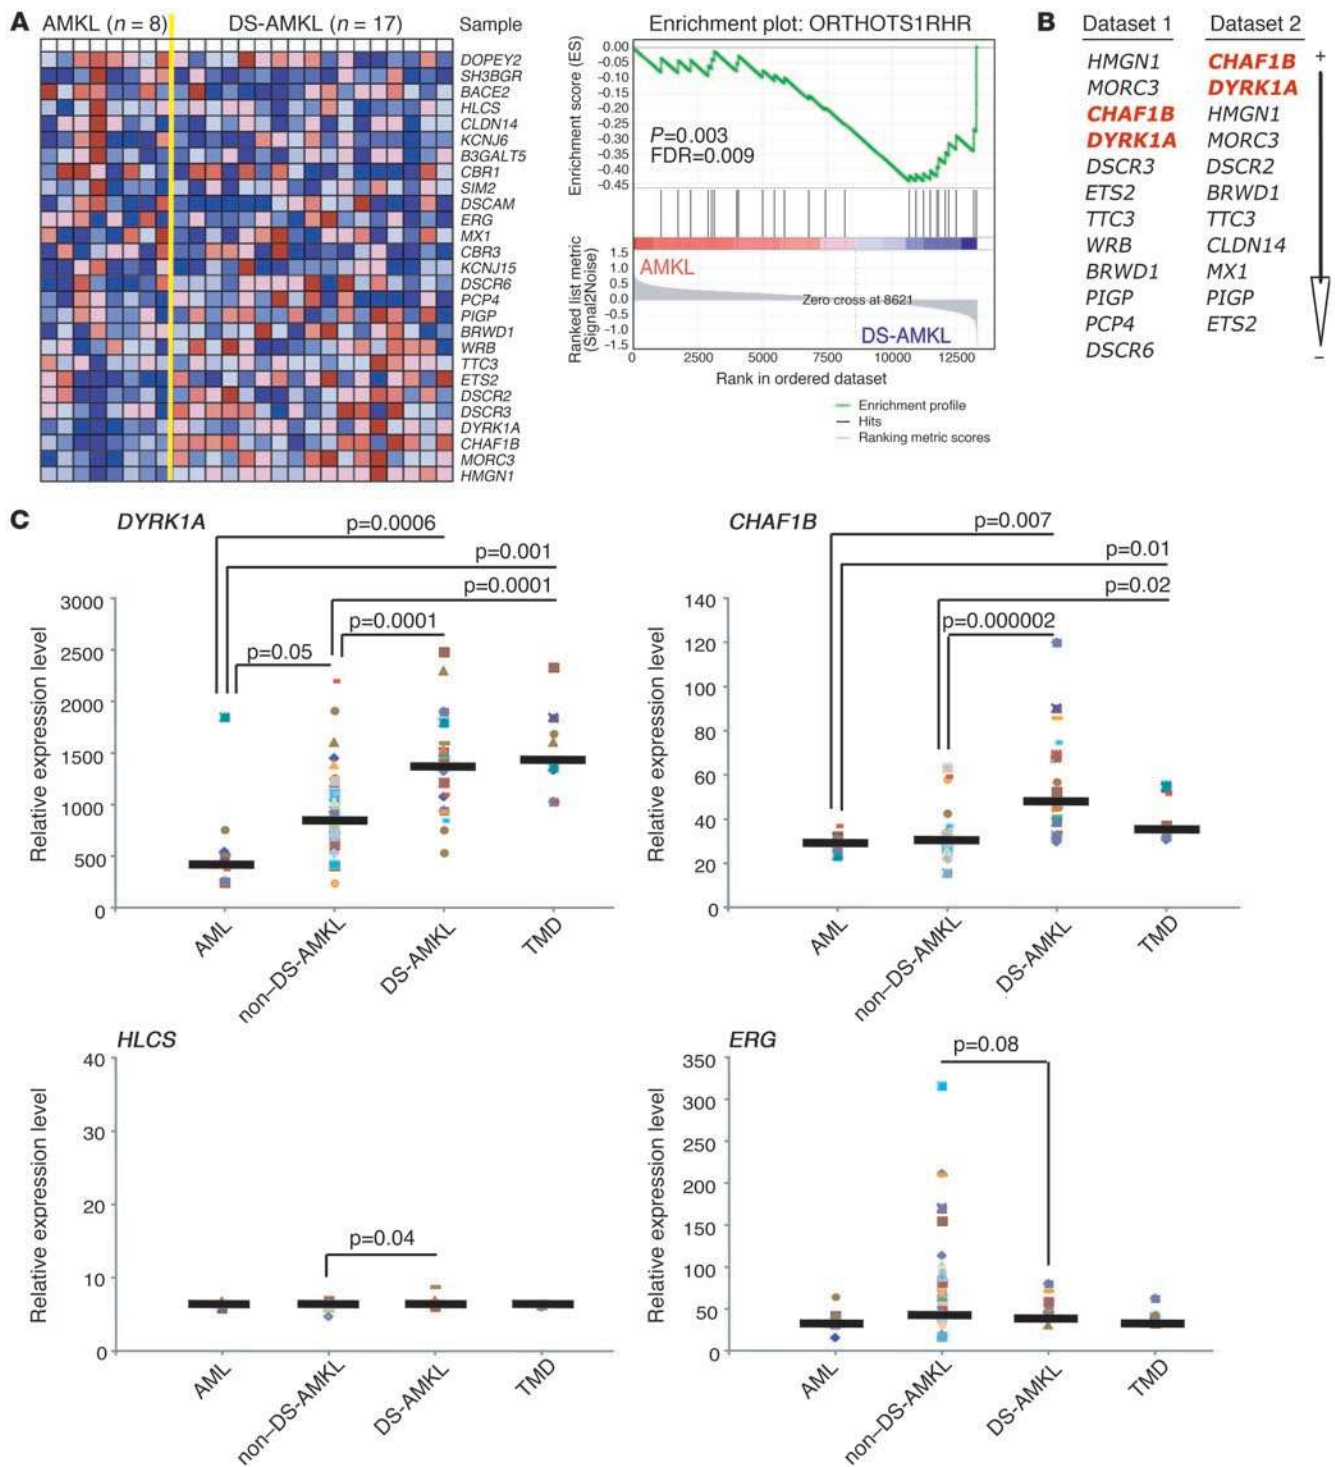 A
AMKL (n = 8)
DS-AMKL (n = 17)
Sample
DOPEY2
SH3BGR
BACE2
HLCS
CLDN14
KCNJ6
B3GALT5
CBR1
SIM2
DSCAM
ERG
MX1
CBR3
KCNJ15
DSCR6
PCP4
PIGP
BRWD1
WRB
TTC3
ETS2
DSCR2
DSCR3
DYRK1A
CHAF1B
MORC3
HMGN1
Enrichment plot: ORTHOTS1RHR
Enrichment score (ES)
0.00
-0.05
-0.10
-0.15
-0.20
-0.25
-0.30
-0.35
-0.40
-0.45
P=0.003
FDR=0.009
Ranked list metric
(Signal2Noise)
1.5
1.0
0.5
0.0
-0.5
-1.0
-1.5
AMKL
Zero cross at 8621
DS-AMKL
0 2500 5000 7500 10000 12500
Rank in ordered dataset
Enrichment profile
Hits
Ranking metric scores
B
Dataset 1
HMGN1
MORC3
CHAF1B
DYRK1A
DSCR3
ETS2
TTC3
WRB
BRWD1
PIGP
PCP4
DSCR6
Dataset 2
CHAF1B
DYRK1A
HMGN1
MORC3
DSCR2
BRWD1
TTC3
CLDN14
MX1
PIGP
ETS2
+
–
C
DYRK1A
p=0.0006
p=0.001
p=0.0001
p=0.0001
p=0.05
Relative expression level
3000
2500
2000
1500
1000
500
0
AML
non–DS-AMKL
DS-AMKL
TMD
CHAF1B
p=0.007
p=0.01
p=0.02
p=0.000002
Relative expression level
140
120
100
80
60
40
20
0
AML
non–DS-AMKL
DS-AMKL
TMD
HLCS
p=0.04
Relative expression level
40
30
20
10
0
AML
non–DS-AMKL
DS-AMKL
TMD
ERG
p=0.08
Relative expression level
350
300
250
200
150
100
50
0
AML
non–DS-AMKL
DS-AMKL
TMD